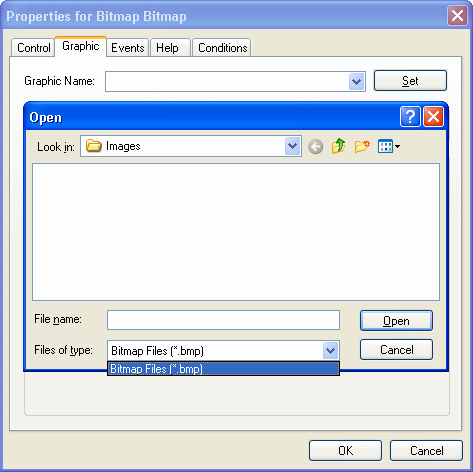 Properties for Bitmap Bitmap
Control Graphic Events Help Conditions
Graphic Name: Set
Open
Look in: Images
File name: Open
Files of type: Bitmap Files (*.bmp) Cancel
Bitmap Files (*.bmp)
OK Cancel